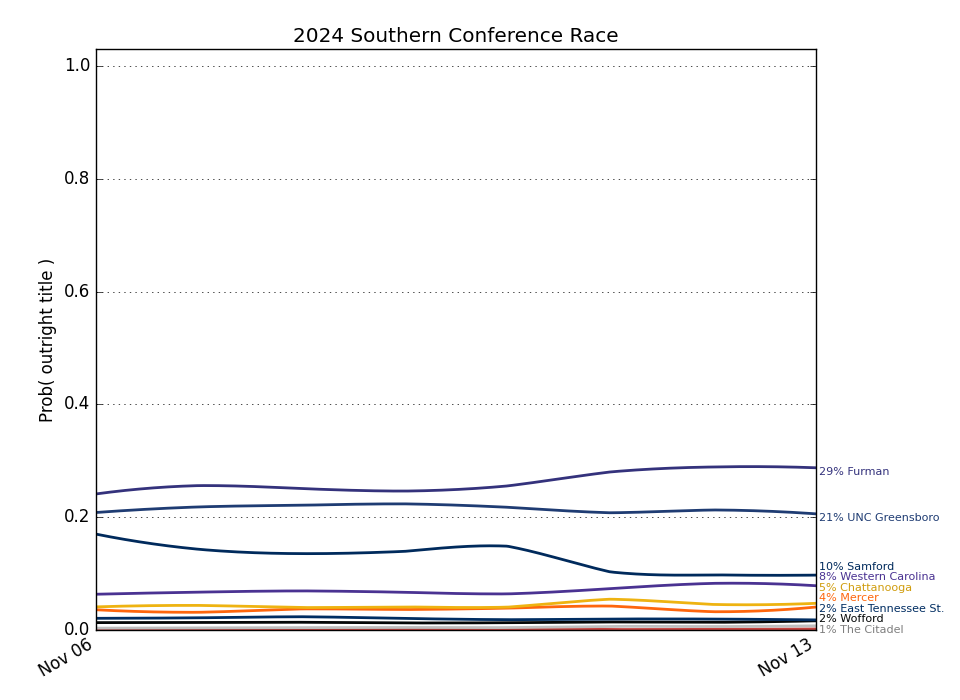 2024 Southern Conference Race
1.0
0.8
0.6
0.4
0.2
0.0
Prob( outright title )
Nov 06
Nov 13
29% Furman
21% UNC Greensboro
10% Samford
8% Western Carolina
5% Chattanooga
4% Mercer
2% East Tennessee St.
2% Wofford
1% The Citadel